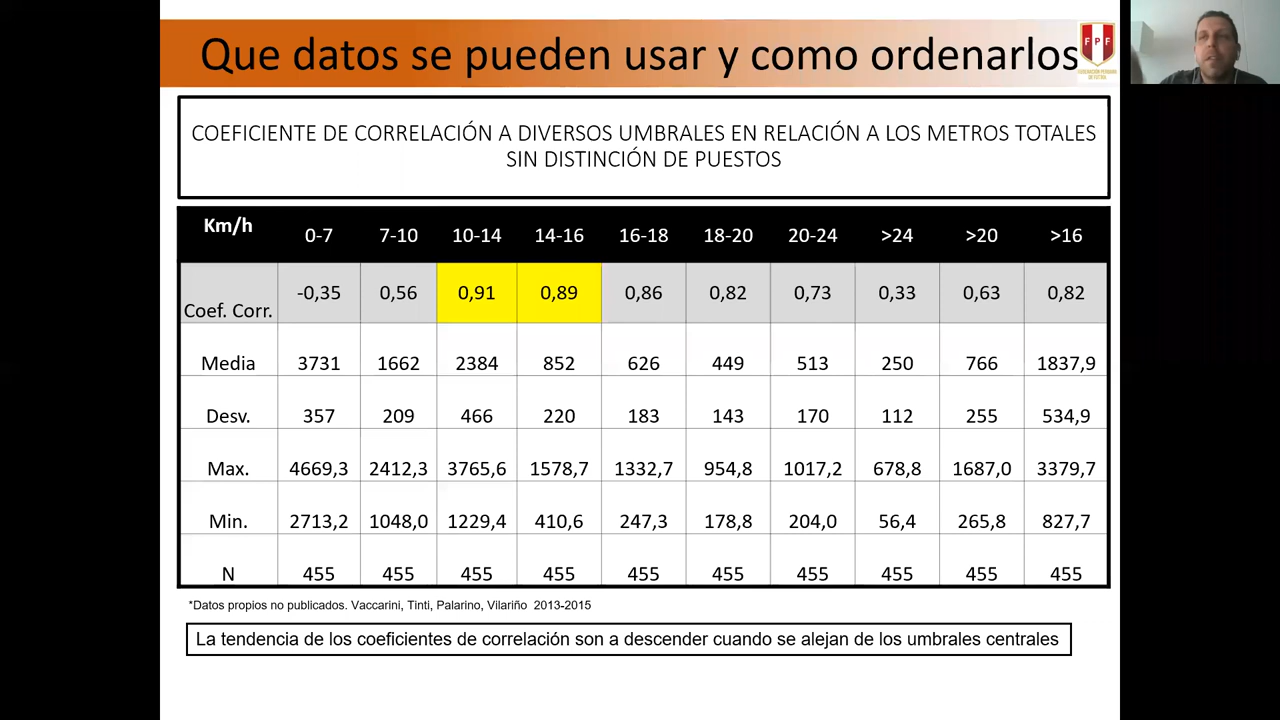 Que datos se pueden usar y como ordenarlos
FPF
FEDERACIÓN PERUANA
DE FÚTBOL
COEFICIENTE DE CORRELACIÓN A DIVERSOS UMBRALES EN RELACIÓN A LOS METROS TOTALES
SIN DISTINCIÓN DE PUESTOS
Km/h 0-7 7-10 10-14 14-16 16-18 18-20 20-24 >24 >20 >16
Coef. Corr. -0,35 0,56 0,91 0,89 0,86 0,82 0,73 0,33 0,63 0,82
Media 3731 1662 2384 852 626 449 513 250 766 1837,9
Desv. 357 209 466 220 183 143 170 112 255 534,9
Max. 4669,3 2412,3 3765,6 1578,7 1332,7 954,8 1017,2 678,8 1687,0 3379,7
Min. 2713,2 1048,0 1229,4 410,6 247,3 178,8 204,0 56,4 265,8 827,7
N 455 455 455 455 455 455 455 455 455 455
*Datos propios no publicados. Vaccarini, Tinti, Palarino, Vilariño 2013-2015
La tendencia de los coeficientes de correlación son a descender cuando se alejan de los umbrales centrales